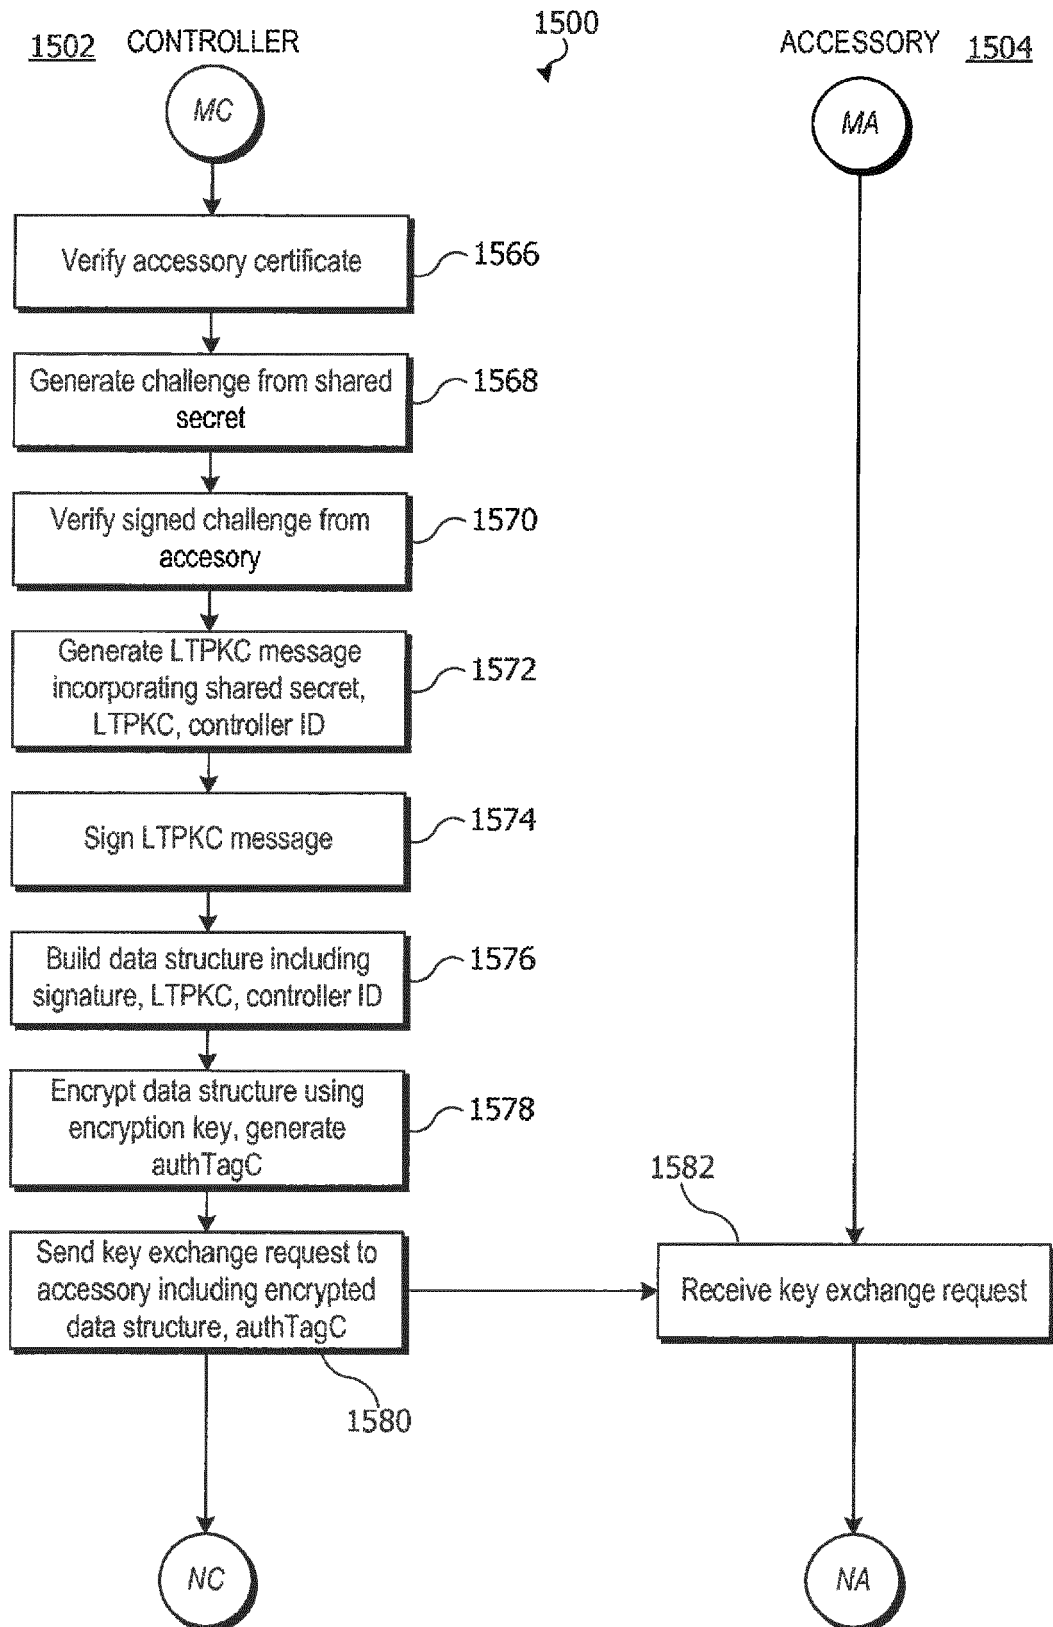 1502 CONTROLLER
1500
ACCESSORY 1504
MC
MA
Verify accessory certificate
1566
Generate challenge from shared
secret
1568
Verify signed challenge from
accesory
1570
Generate LTPKC message
incorporating shared secret,
LTPKC, controller ID
1572
Sign LTPKC message
1574
Build data structure including
signature, LTPKC, controller ID
1576
Encrypt data structure using
encryption key, generate
authTagC
1578
Send key exchange request to
accessory including encrypted
data structure, authTagC
1580
1582
Receive key exchange request
NC
NA